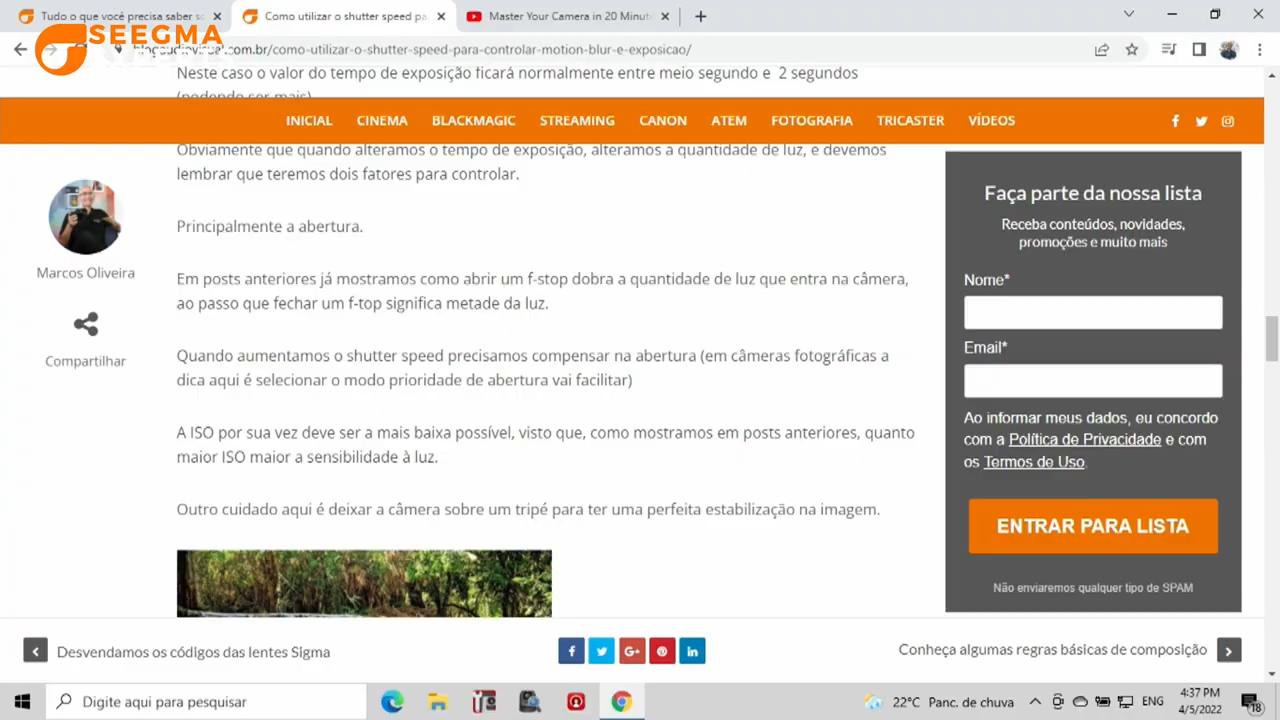 Tudo o que você precisa saber s
Como utilizar o shutter speed pa
Master Your Camera in 20 Minut
SEEGMA
blogaudiovisual.com.br/como-utilizar-o-shutter-speed-para-controlar-motion-blur-e-exposicao/
Neste caso o valor do tempo de exposição ficará normalmente entre meio segundo e 2 segundos
(podendo ser mais)
INICIAL CINEMA BLACKMAGIC STREAMING CANON ATEM FOTOGRAFIA TRICASTER VÍDEOS
Obviamente que quando alteramos o tempo de exposição, alteramos a quantidade de luz, e devemos
lembrar que teremos dois fatores para controlar.
Principalmente a abertura.
Em posts anteriores já mostramos como abrir um f-stop dobra a quantidade de luz que entra na câmera,
ao passo que fechar um f-top significa metade da luz.
Quando aumentamos o shutter speed precisamos compensar na abertura (em câmeras fotográficas a
dica aqui é selecionar o modo prioridade de abertura vai facilitar)
A ISO por sua vez deve ser a mais baixa possível, visto que, como mostramos em posts anteriores, quanto
maior ISO maior a sensibilidade à luz.
Outro cuidado aqui é deixar a câmera sobre um tripé para ter uma perfeita estabilização na imagem.
Marcos Oliveira
Compartilhar
Faça parte da nossa lista
Receba conteúdos, novidades,
promoções e muito mais
Nome*
Email*
Ao informar meus dados, eu concordo
com a Política de Privacidade e com
os Termos de Uso.
ENTRAR PARA LISTA
Não enviaremos qualquer tipo de SPAM
Desvendamos os códigos das lentes Sigma
Conheça algumas regras básicas de composição
Digite aqui para pesquisar
22°C Panc. de chuva
ENG
4:37 PM
4/5/2022
18